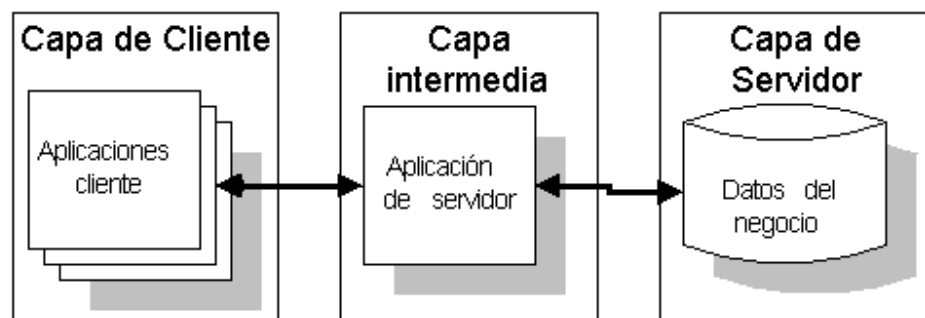 Capa de Cliente
Aplicaciones
cliente
Capa
intermedia
Aplicación
de servidor
Capa de
Servidor
Datos del
negocio